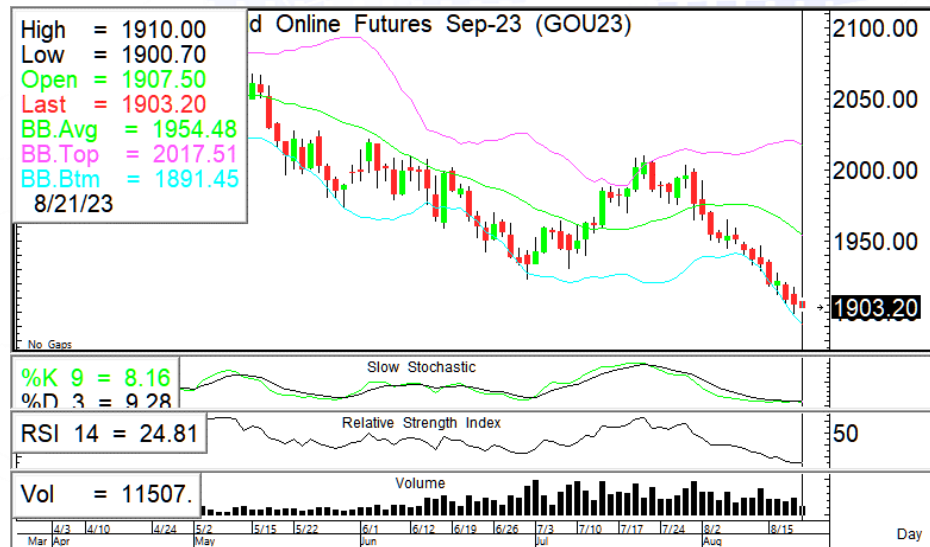 d Online Futures Sep-23 (GOU23)
High = 1910.00
Low = 1900.70
Open = 1907.50
Last = 1903.20
BB.Avg = 1954.48
BB.Top = 2017.51
BB.Btm = 1891.45
8/21/23
2100.00
2050.00
2000.00
1950.00
1903.20
No Gaps
Slow Stochastic
%K 9 = 8.16
%D 3 = 9.28
Relative Strength Index
RSI 14 = 24.81
50
Volume
Vol = 11507.
4/3 4/10 4/24 5/2 5/15 5/22 6/1 6/12 6/19 6/26 7/3 7/10 7/17 7/24 8/2 8/15
Mar Apr May Jun Jul Aug
Day